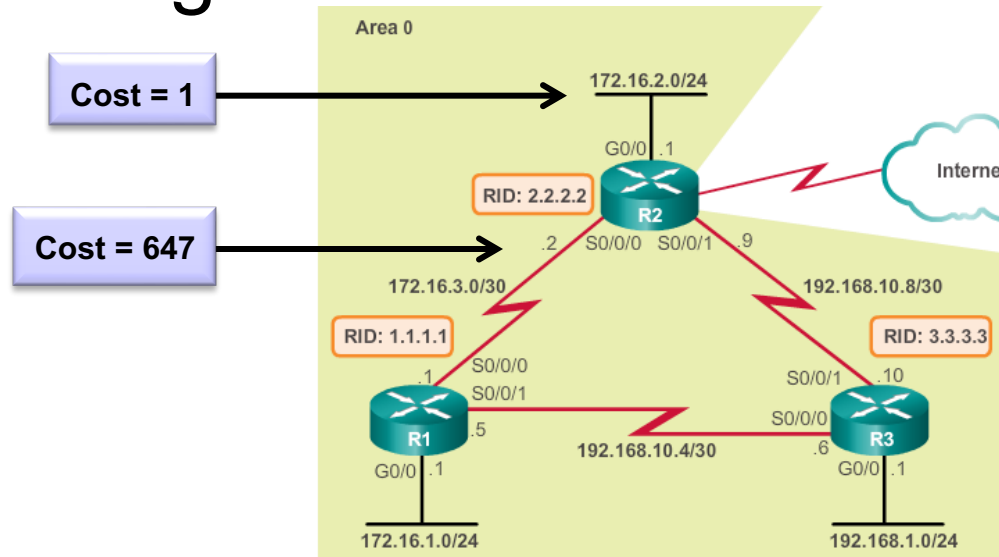 Area 0
Cost = 1
172.16.2.0/24
G0/0 .1
Interne
RID: 2.2.2.2
R2
Cost = 647
.2 S0/0/0 S0/0/1 .9
172.16.3.0/30
192.168.10.8/30
RID: 1.1.1.1
RID: 3.3.3.3
S0/0/0
.1
S0/0/1 .10
S0/0/1
S0/0/0
R1
.5
192.168.10.4/30
.6
R3
G0/0 .1
G0/0 .1
172.16.1.0/24
192.168.1.0/24